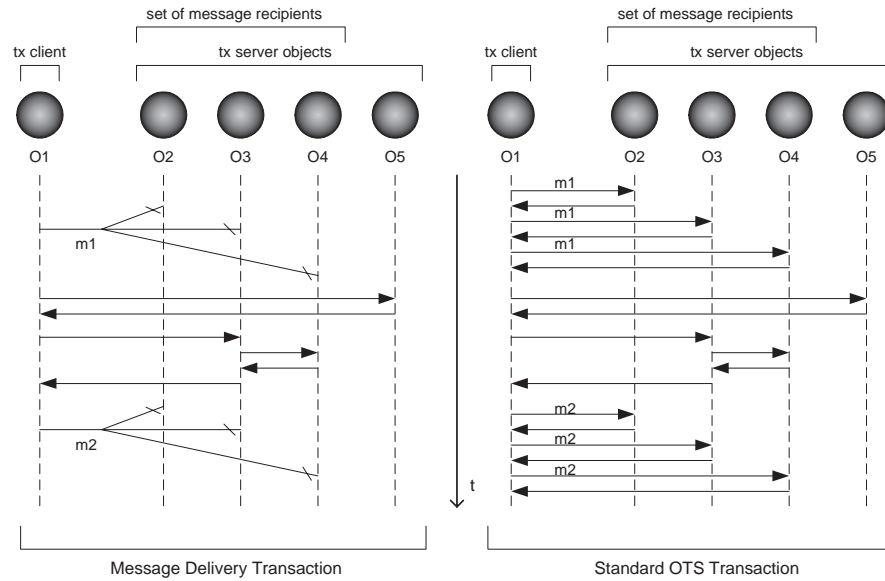 set of message recipients
tx client
tx server objects
O1
O2
O3
O4
O5
m1
m2
Message Delivery Transaction
t
set of message recipients
tx client
tx server objects
O1
O2
O3
O4
O5
m1
m1
m1
m2
m2
m2
Standard OTS Transaction